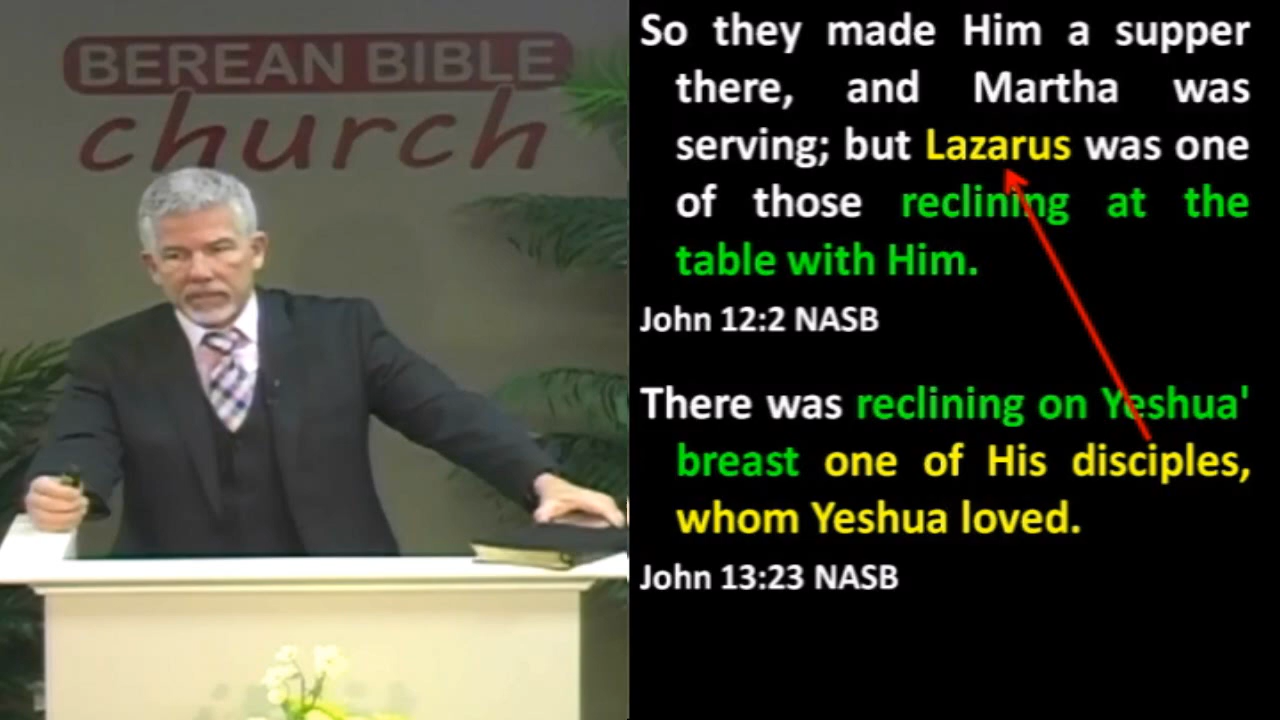 BEREAN BIBLE
church
So they made Him a supper
there, and Martha was
serving; but Lazarus was one
of those reclining at the
table with Him.
John 12:2 NASB
There was reclining on Yeshua'
breast one of His disciples,
whom Yeshua loved.
John 13:23 NASB